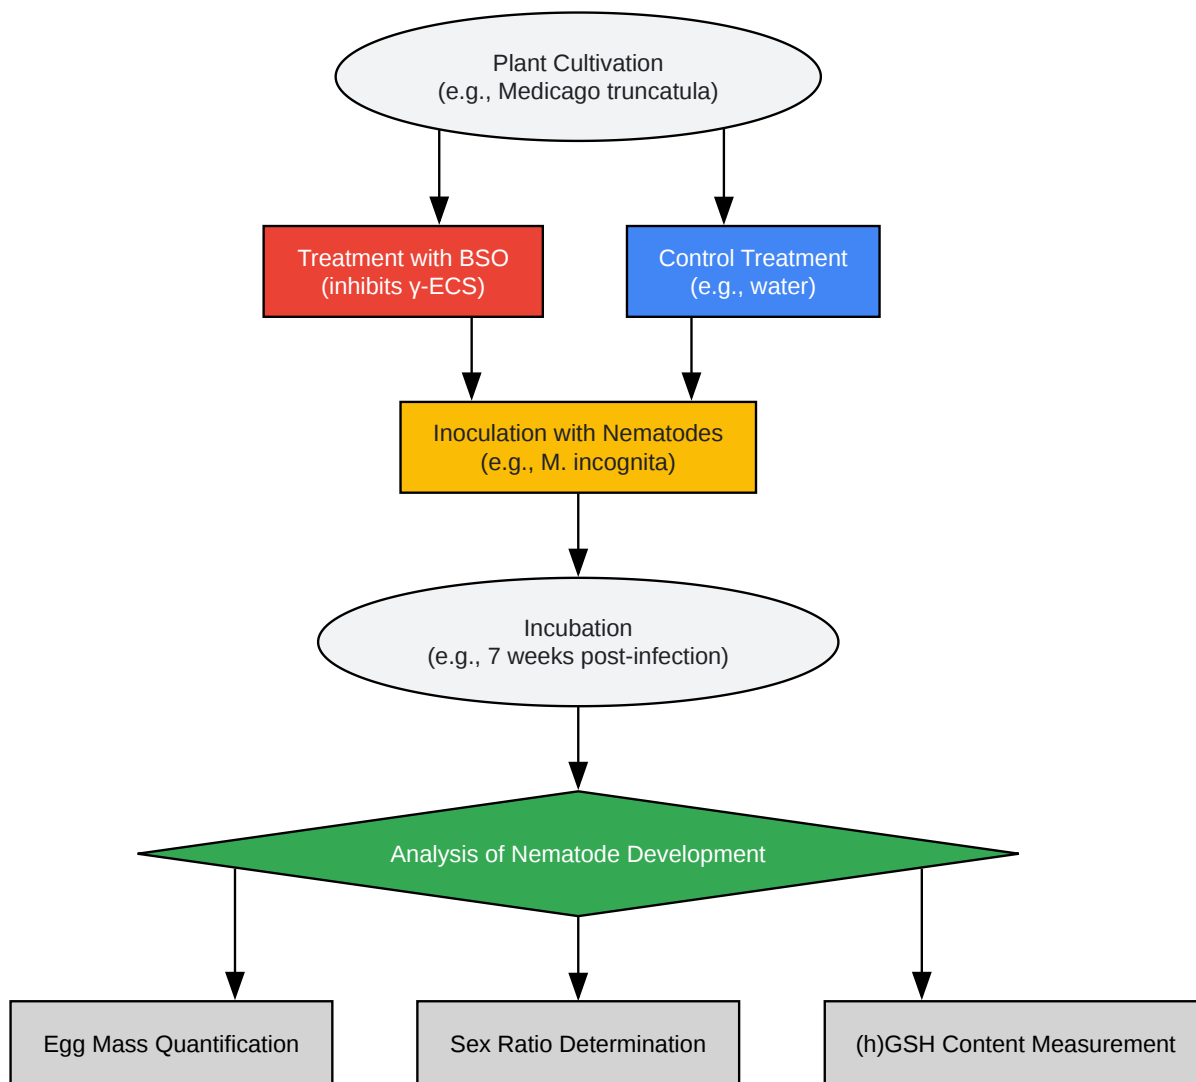 Plant Cultivation
(e.g., Medicago truncatula)
Treatment with BSO
(inhibits γ-ECS)
Control Treatment
(e.g., water)
Inoculation with Nematodes
(e.g., M. incognita)
Incubation
(e.g., 7 weeks post-infection)
Analysis of Nematode Development
Egg Mass Quantification
Sex Ratio Determination
(h)GSH Content Measurement